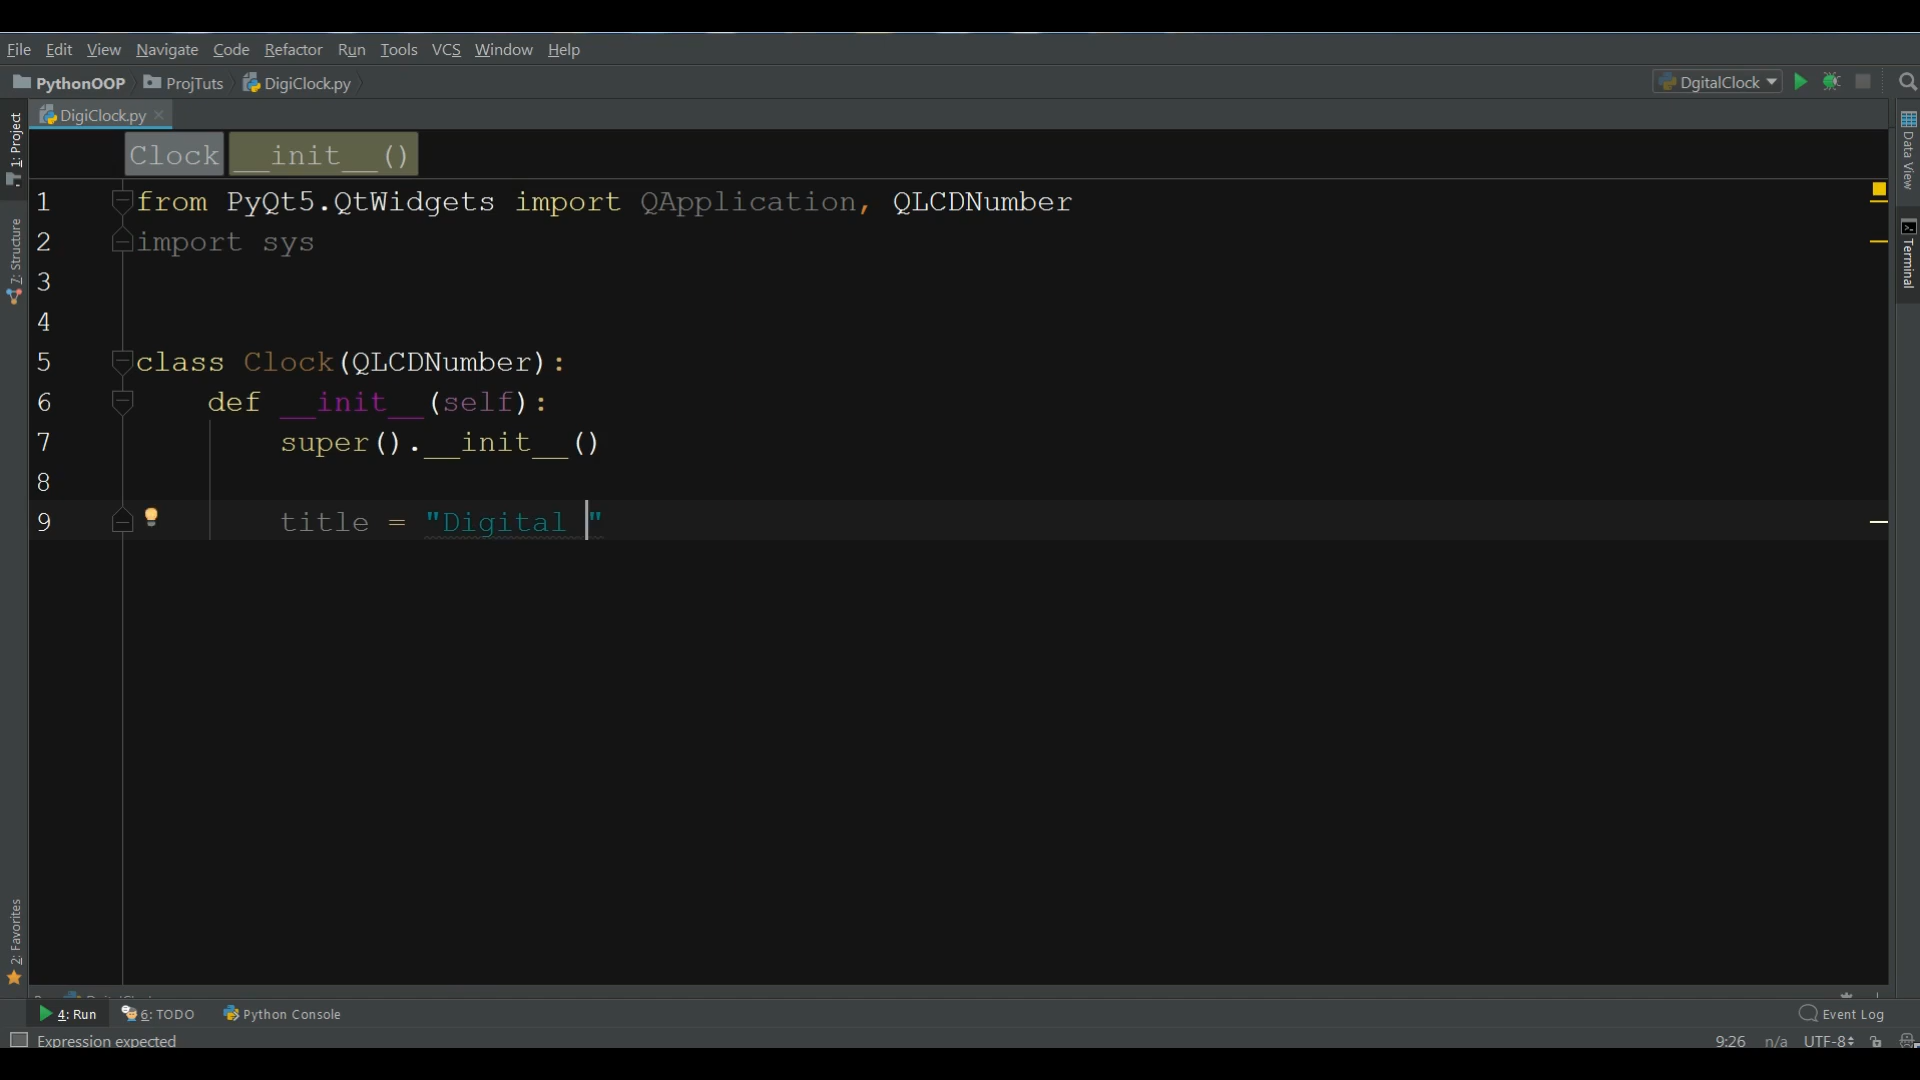 File Edit View Navigate Code Refactor Run Tools VCS Window Help
PythonOOP ProjTuts DigiClock.py DgitalClock
DigiClock.py
Clock __init__()
1 from PyQt5.QtWidgets import QApplication, QLCDNumber
2 import sys
3
4
5 class Clock(QLCDNumber):
6 def __init__(self):
7 super().__init__()
8
9 title = "Digital "
1: Project
7: Structure
2: Favorites
Data View
Terminal
4: Run 6: TODO Python Console Event Log
Expression expected 9:26 n/a UTF-8